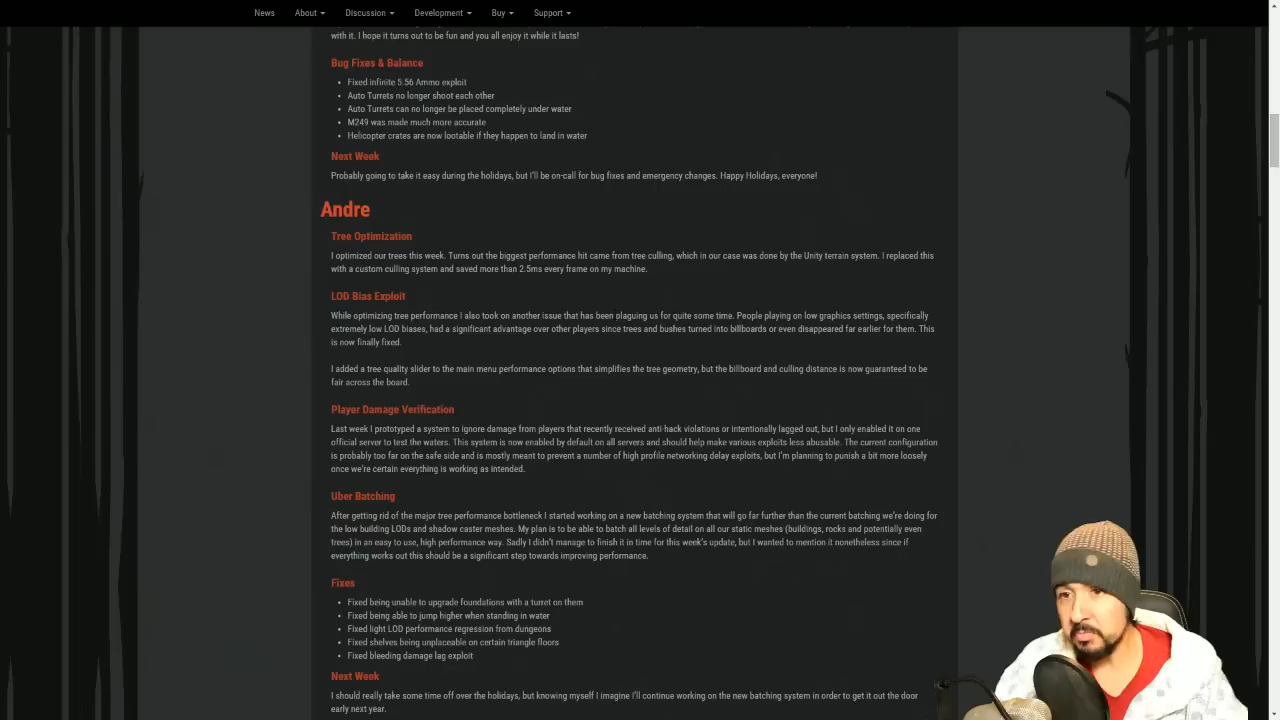 News About Discussion Development Buy Support
with it. I hope it turns out to be fun and you all enjoy it while it lasts!
Bug Fixes & Balance
• Fixed infinite 5.56 Ammo exploit
• Auto Turrets no longer shoot each other
• Auto Turrets can no longer be placed completely under water
• M249 was made much more accurate
• Helicopter crates are now lootable if they happen to land in water
Next Week
Probably going to take it easy during the holidays, but I'll be on-call for bug fixes and emergency changes. Happy Holidays, everyone!
Andre
Tree Optimization
I optimized our trees this week. Turns out the biggest performance hit came from tree culling, which in our case was done by the Unity terrain system. I replaced this
with a custom culling system and saved more than 2.5ms every frame on my machine.
LOD Bias Exploit
While optimizing tree performance I also took on another issue that has been plaguing us for quite some time. People playing on low graphics settings, specifically
extremely low LOD biases, had a significant advantage over other players since trees and bushes turned into billboards or even disappeared far earlier for them. This
is now finally fixed.
I added a tree quality slider to the main menu performance options that simplifies the tree geometry, but the billboard and culling distance is now guaranteed to be
fair across the board.
Player Damage Verification
Last week I prototyped a system to ignore damage from players that recently received anti-hack violations or intentionally lagged out, but I only enabled it on one
official server to test the waters. This system is now enabled by default on all servers and should help make various exploits less abusable. The current configuration
is probably too far on the safe side and is mostly meant to prevent a number of high profile networking delay exploits, but I'm planning to punish a bit more loosely
once we're certain everything is working as intended.
Uber Batching
After getting rid of the major tree performance bottleneck I started working on a new batching system that will go far further than the current batching we're doing for
the low building LODs and shadow caster meshes. My plan is to be able to batch all levels of detail on all our static meshes (buildings, rocks and potentially even
trees) in an easy to use, high performance way. Sadly I didn't manage to finish it in time for this week's update, but I wanted to mention it nonetheless since if
everything works out this should be a significant step towards improving performance.
Fixes
• Fixed being unable to upgrade foundations with a turret on them
• Fixed being able to jump higher when standing in water
• Fixed light LOD performance regression from dungeons
• Fixed shelves being unplaceable on certain triangle floors
• Fixed bleeding damage lag exploit
Next Week
I should really take some time off over the holidays, but knowing myself I imagine I'll continue working on the new batching system in order to get it out the door
early next year.